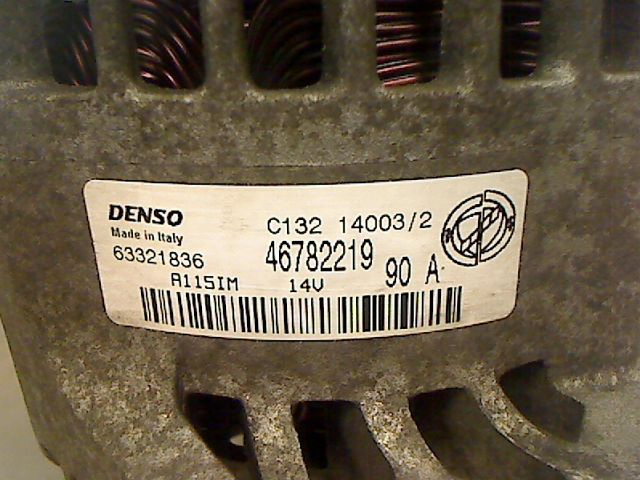 DENSO
Made in Italy
63321836
C132 14003/2
46782219
90 A
A115IM 14V